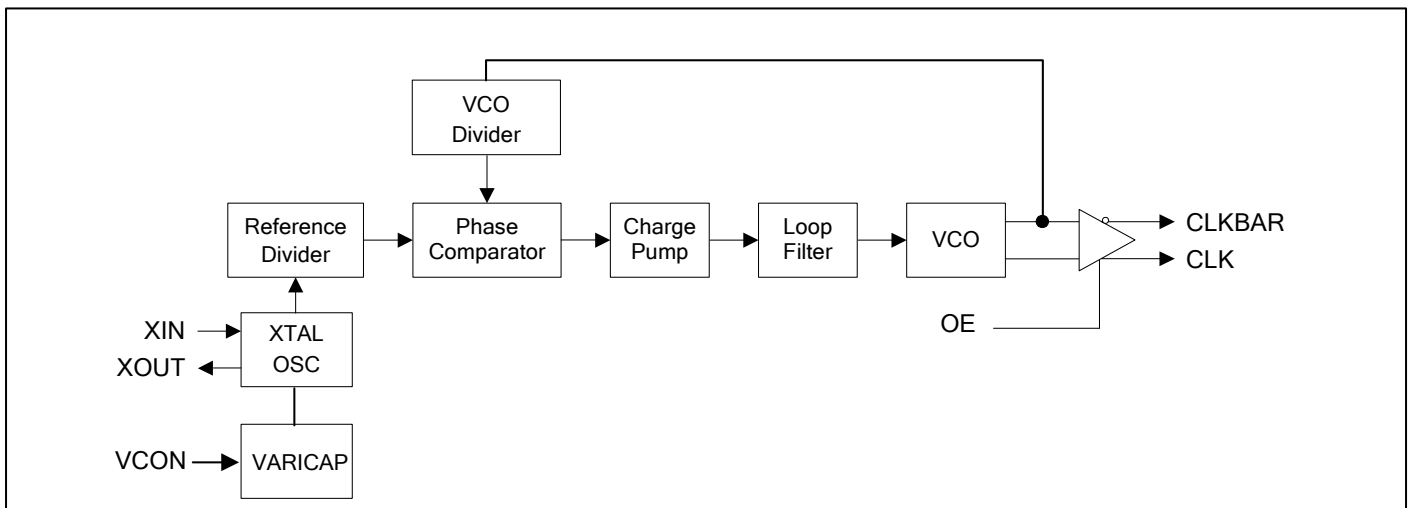 VCO
Divider
Reference
Divider
Phase
Comparator
Charge
Pump
Loop
Filter
VCO
CLKBAR
CLK
OE
XIN
XOUT
XTAL
OSC
VCON
VARICAP